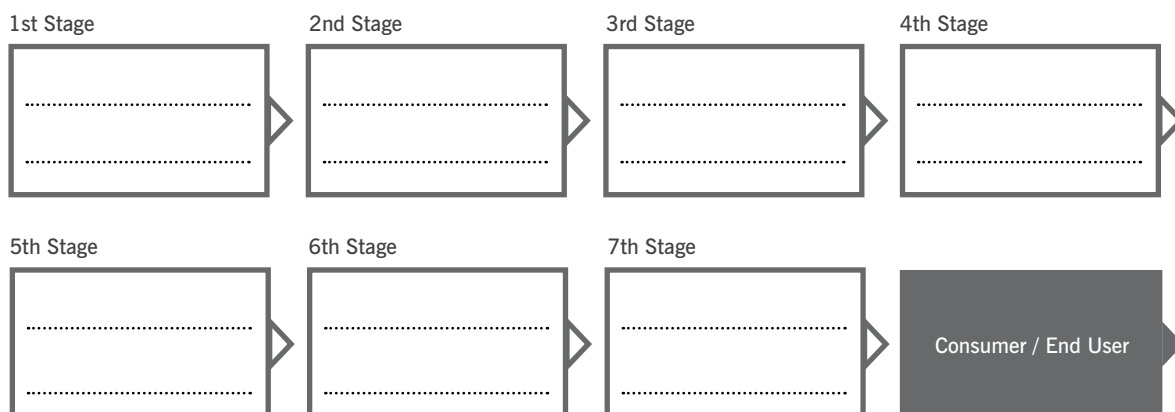 1st Stage
2nd Stage
3rd Stage
4th Stage
5th Stage
6th Stage
7th Stage
Consumer / End User